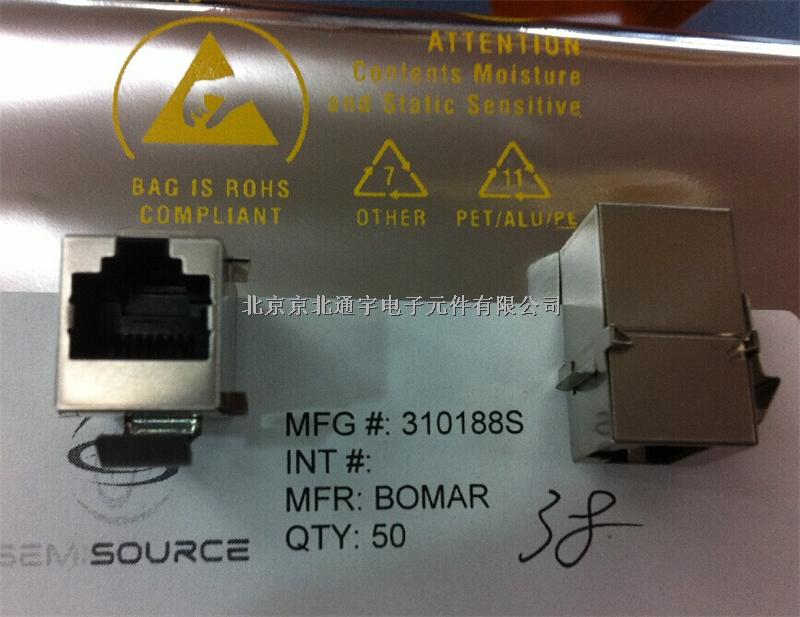 ATTENTION
Contents Moisture
and Static Sensitive
BAG IS ROHS
COMPLIANT
7
OTHER
11
PET/ALU/PE
北京京北通宇电子元件有限公司
MFG #: 310188S
INT #:
MFR: BOMAR
QTY: 50
38
SEMI SOURCE